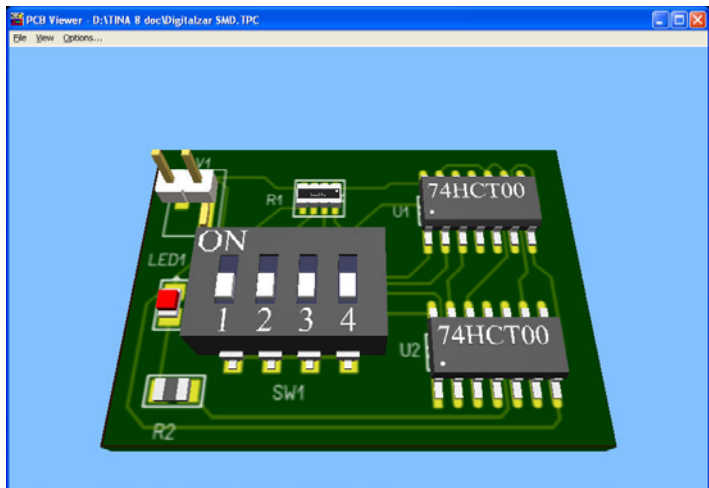 PCB Viewer - D:\TINA 8 doc\Digitalzar SMD.TPC
File View Options...
V1
R1
74HCT00
U1
ON
LED1
1 2 3 4
74HCT00
U2
SW1
R2